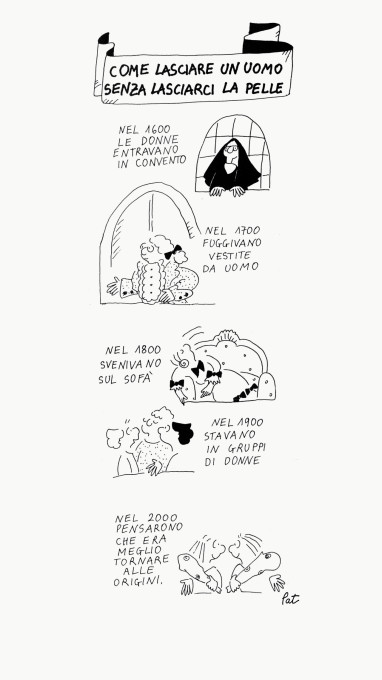 COME LASCIARE UN UOMO
SENZA LASCIARCI LA PELLE
NEL 1600
LE DONNE
ENTRAVANO
IN CONVENTO
NEL 1700
FUGGIVANO
VESTITE
DA UOMO
NEL 1800
SVENIVANO
SUL SOFÀ
NEL 1900
STAVANO
IN GRUPPI
DI DONNE
NEL 2000
PENSARONO
CHE ERA
MEGLIO
TORNARE
ALLE
ORIGINI.
Pat